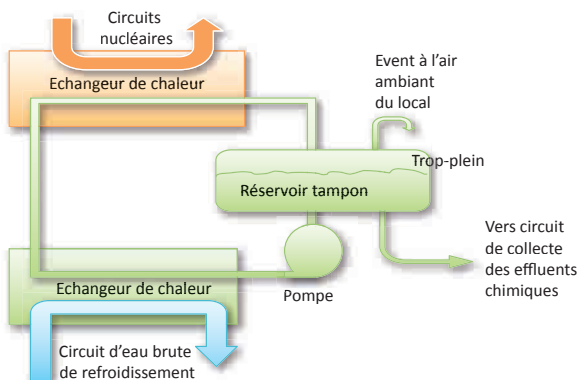 Circuits
nucléaires
Echangeur de chaleur
Event à l'air
ambiant
du local
Trop-plein
Réservoir tampon
Vers circuit
de collecte
des effluents
chimiques
Echangeur de chaleur
Pompe
Circuit d'eau brute
de refroidissement